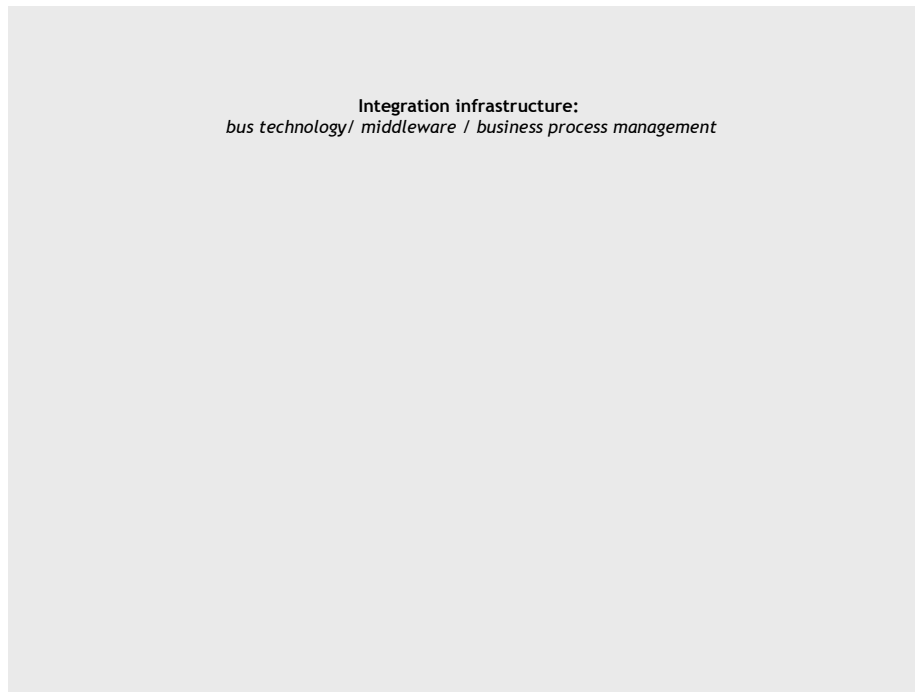 Integration infrastructure:
bus technology/ middleware / business process management